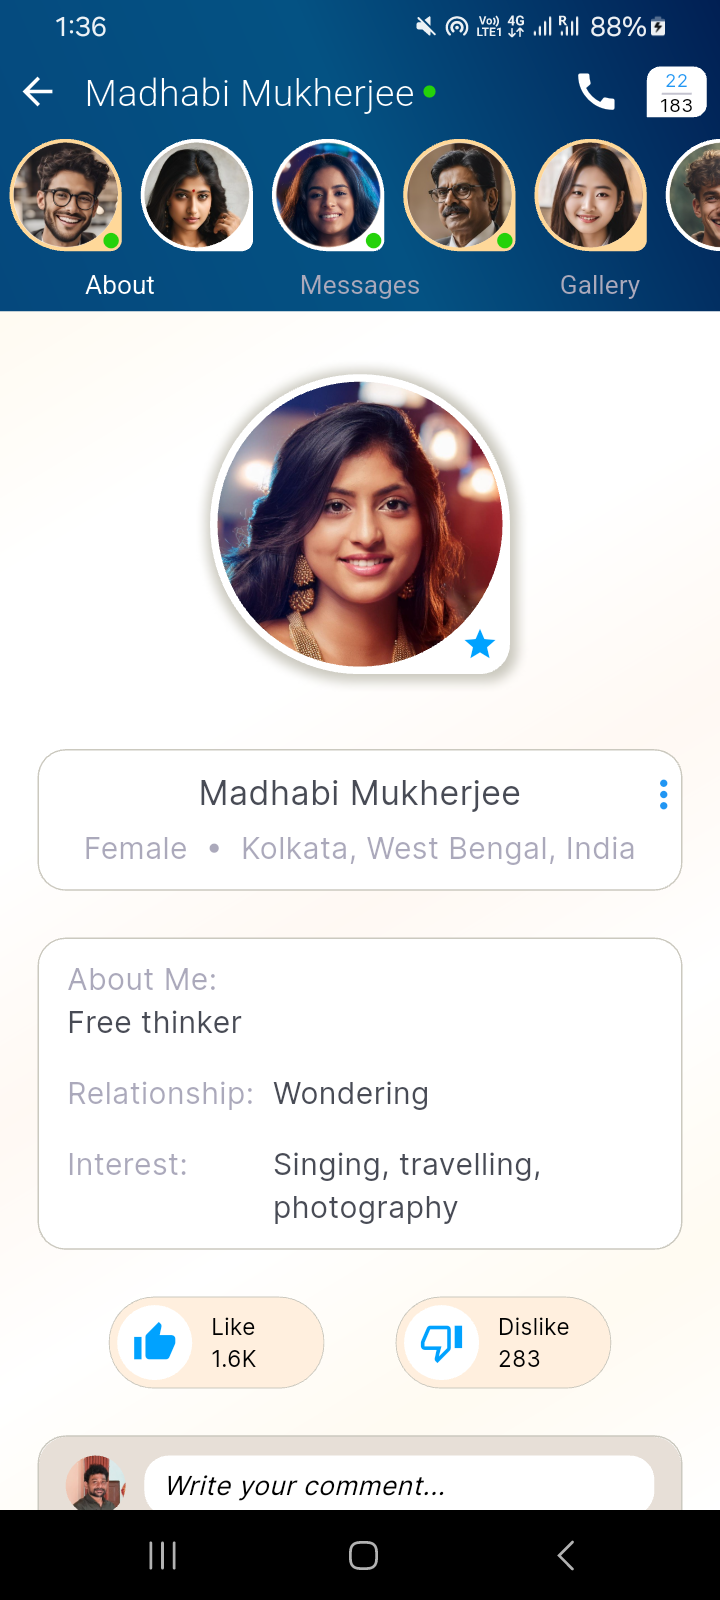 1:36
Vo)) LTE1 4G R 88%
Madhabi Mukherjee
22
183
About Messages Gallery
Madhabi Mukherjee
Female • Kolkata, West Bengal, India
About Me:
Free thinker
Relationship: Wondering
Interest: Singing, travelling,
photography
Like Dislike
1.6K 283
Write your comment...